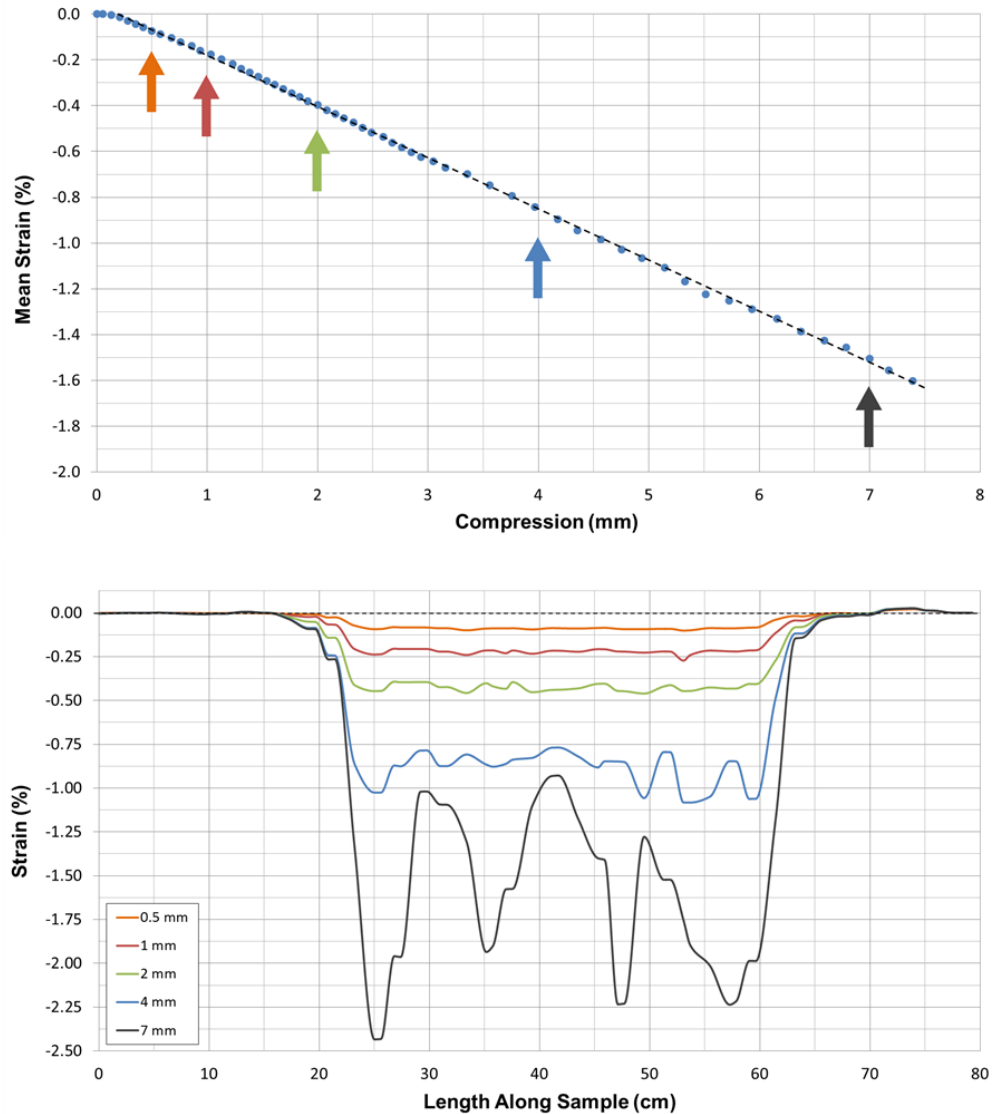 0.0
-0.2
-0.4
-0.6
-0.8
-1.0
-1.2
-1.4
-1.6
-1.8
-2.0
Mean Strain (%)
0 1 2 3 4 5 6 7 8
Compression (mm)
0.00
-0.25
-0.50
-0.75
-1.00
-1.25
-1.50
-1.75
-2.00
-2.25
-2.50
Strain (%)
0.5 mm
1 mm
2 mm
4 mm
7 mm
0 10 20 30 40 50 60 70 80
Length Along Sample (cm)